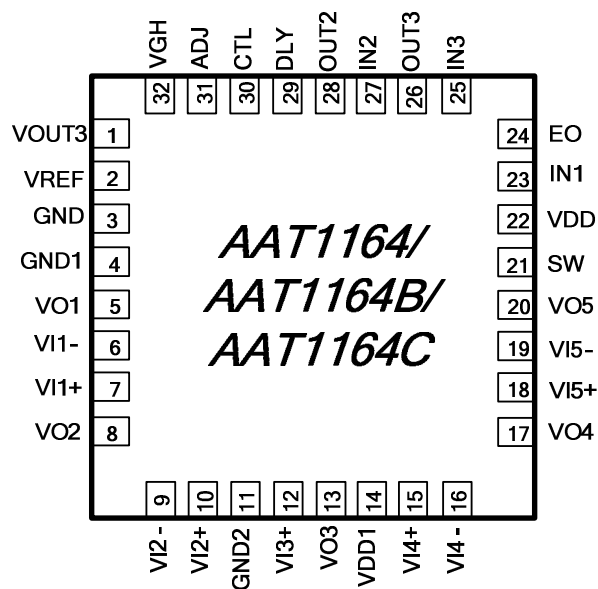 VGH ADJ CTL DLY OUT2 IN2 OUT3 IN3
32 31 30 29 28 27 26 25
VOUT3 1
VREF 2
GND 3
GND1 4
VO1 5
VI1- 6
VI1+ 7
VO2 8
AAT1164/
AAT1164B/
AAT1164C
24 EO
23 IN1
22 VDD
21 SW
20 VO5
19 VI5-
18 VI5+
17 VO4
9 10 11 12 13 14 15 16
VI2- VI2+ GND2 VI3+ VO3 VDD1 VI4+ VI4-